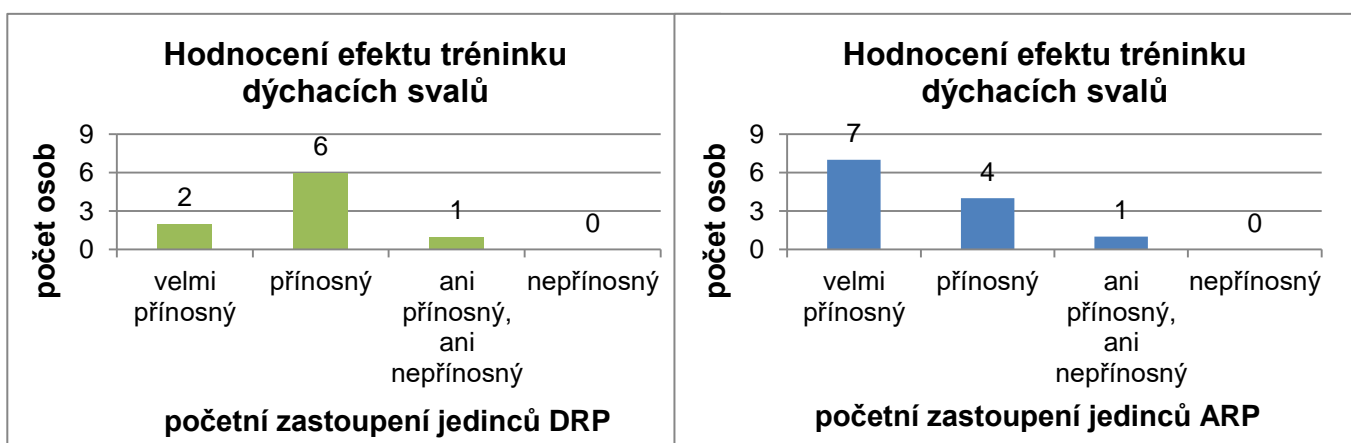 Hodnocení efektu tréninku
dýchacích svalů
počet osob
9
6
3
0
2
6
1
0
velmi
přínosný
přínosný
ani
přínosný,
ani
nepřínosný
nepřínosný
početní zastoupení jedinců DRP
Hodnocení efektu tréninku
dýchacích svalů
počet osob
9
6
3
0
7
4
1
0
velmi
přínosný
přínosný
ani
přínosný,
ani
nepřínosný
nepřínosný
početní zastoupení jedinců ARP